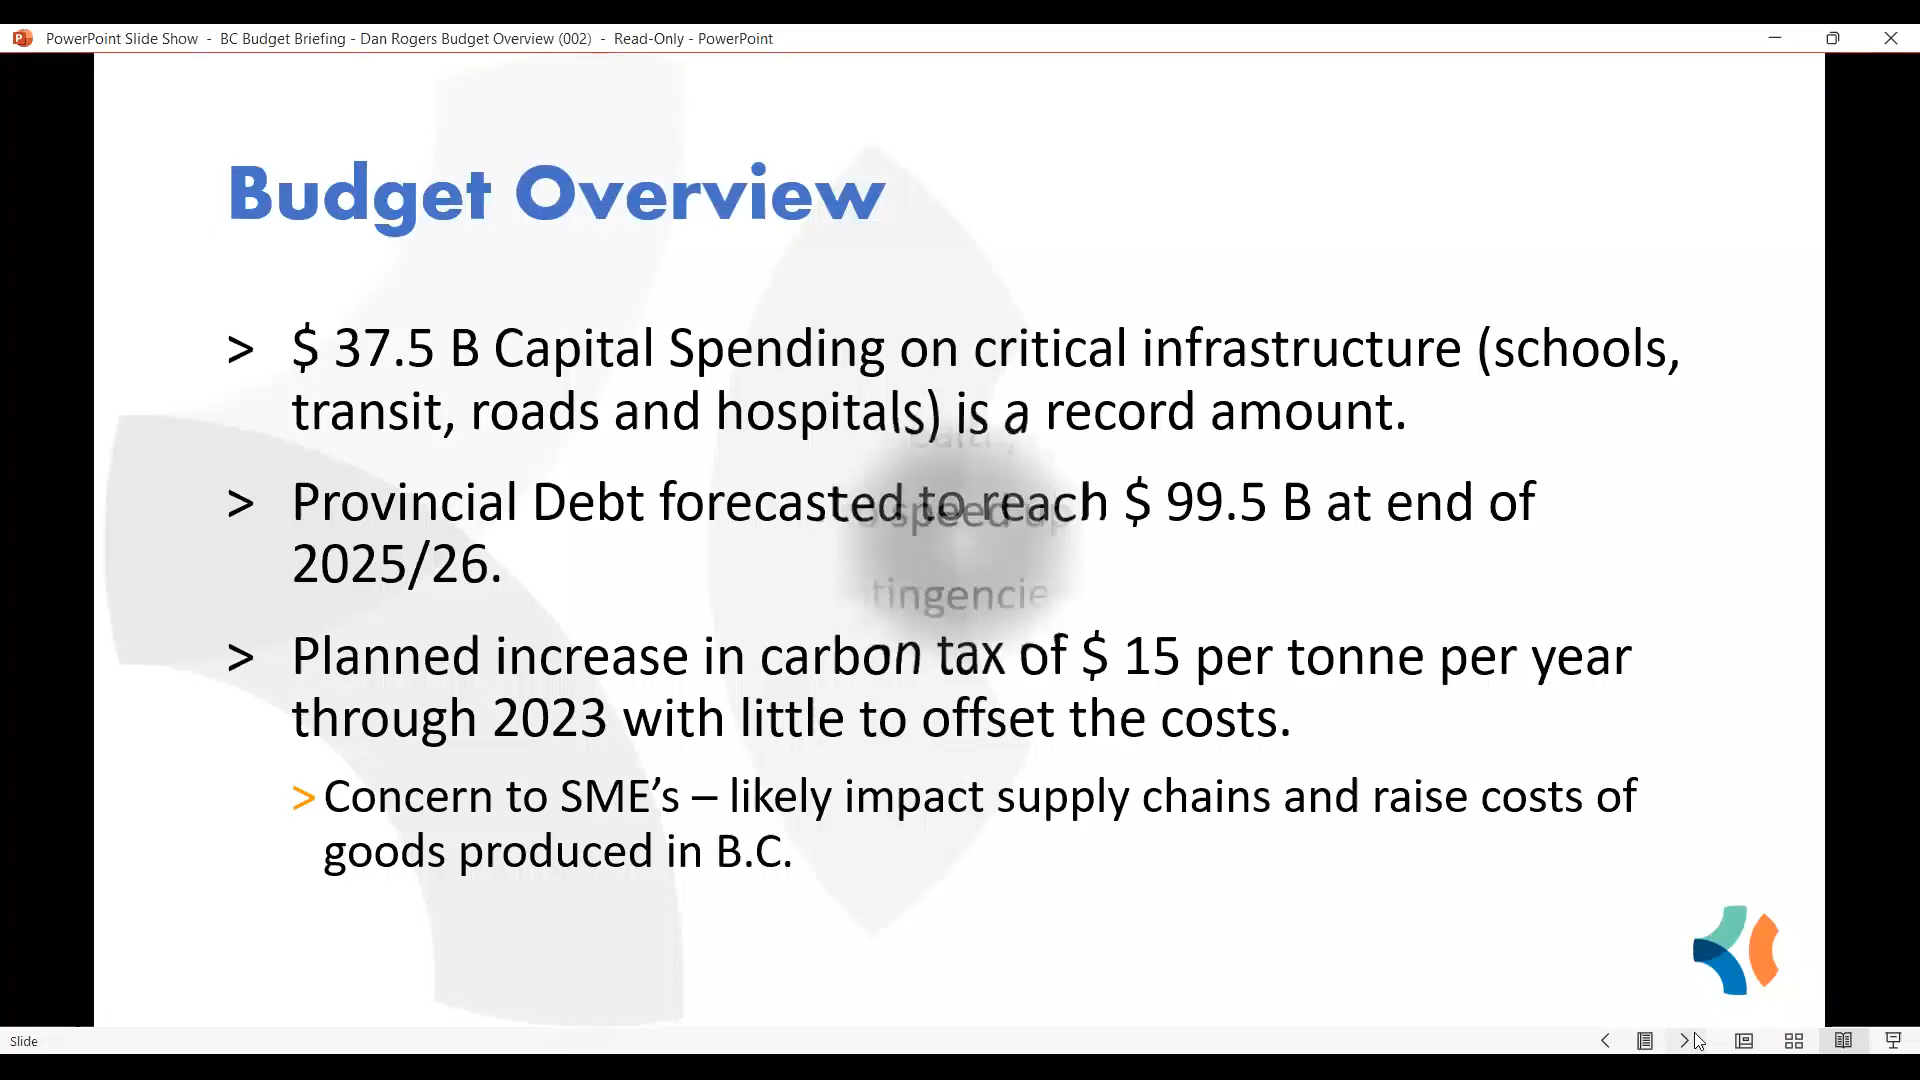 PowerPoint Slide Show - BC Budget Briefing - Dan Rogers Budget Overview (002) - Read-Only - PowerPoint
Budget Overview
> $ 37.5 B Capital Spending on critical infrastructure (schools,
transit, roads and hospitals) is a record amount.
> Provincial Debt forecasted to reach $ 99.5 B at end of
speed up
2025/26.
tingencie
> Planned increase in carbon tax of $ 15 per tonne per year
through 2023 with little to offset the costs.
> Concern to SME’s – likely impact supply chains and raise costs of
goods produced in B.C.
Slide